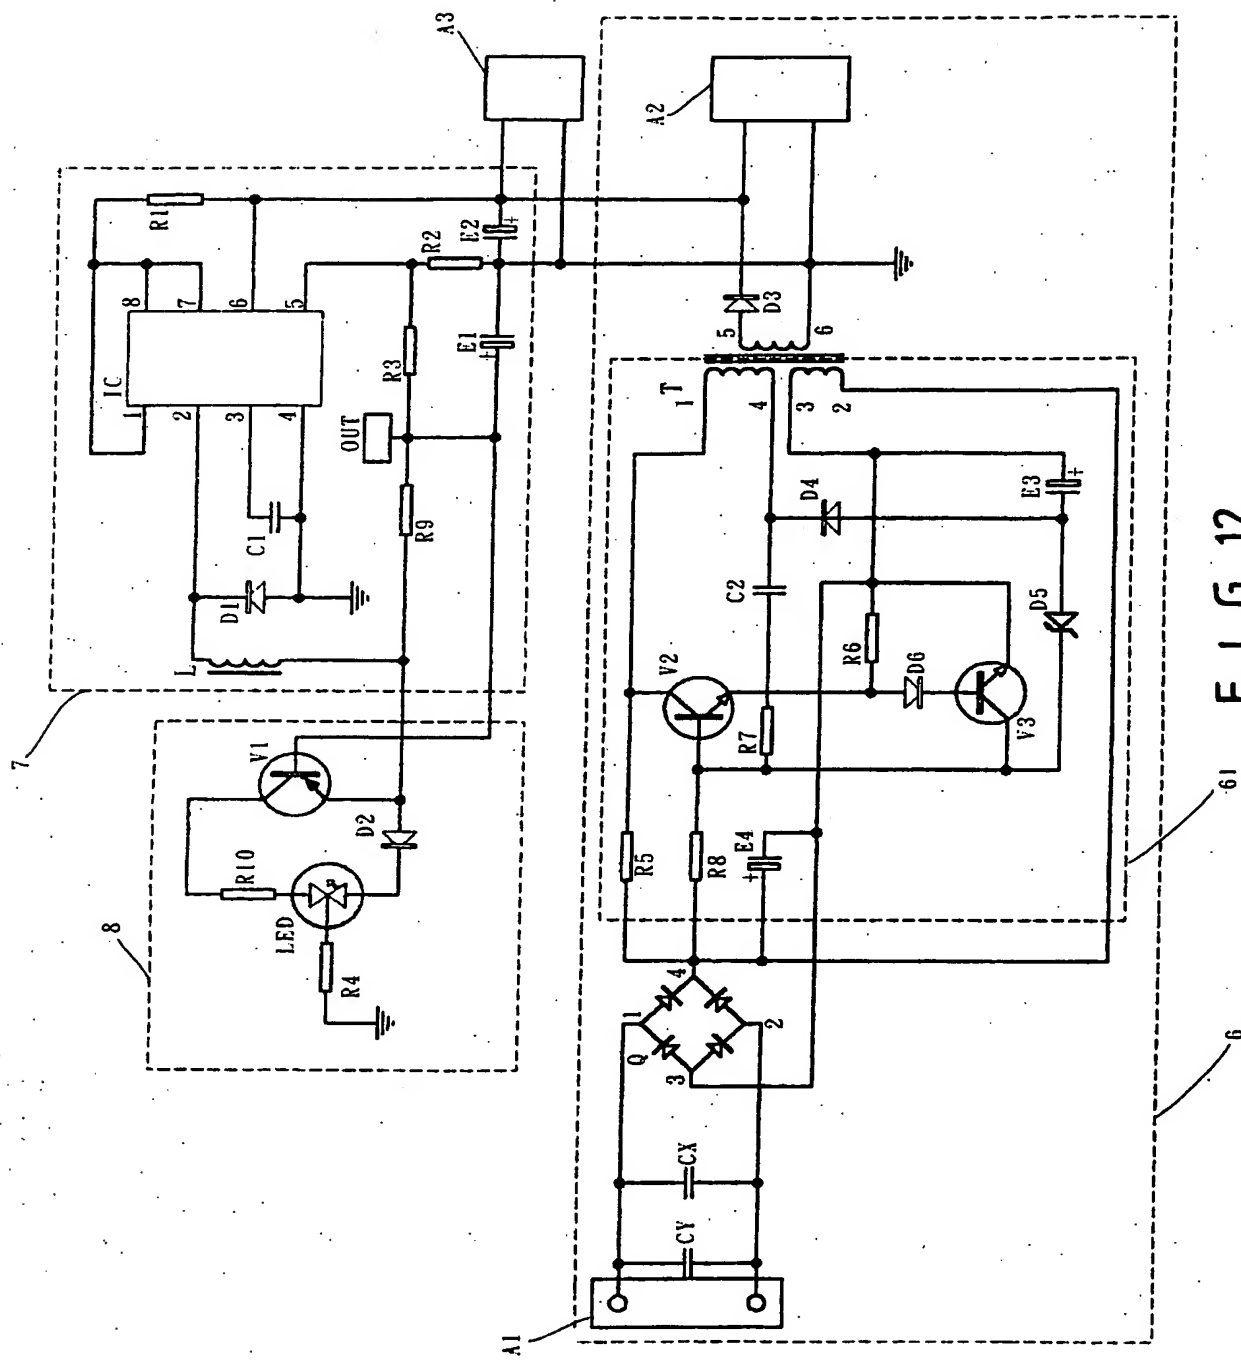 A3
7
R1
8
7
6
5
IC
1
2
3
4
E2
+
R2
E1
+
R3
OUT
C1
R9
D1
L
8
V1
D2
R10
LED
R4
A2
D3
5
6
T
1
4
3
2
D4
E3
+
C2
D5
V2
R6
D6
R7
V3
R5
R8
E4
+
61
Q
1
4
2
3
CX
CY
A1
6
FIG 12